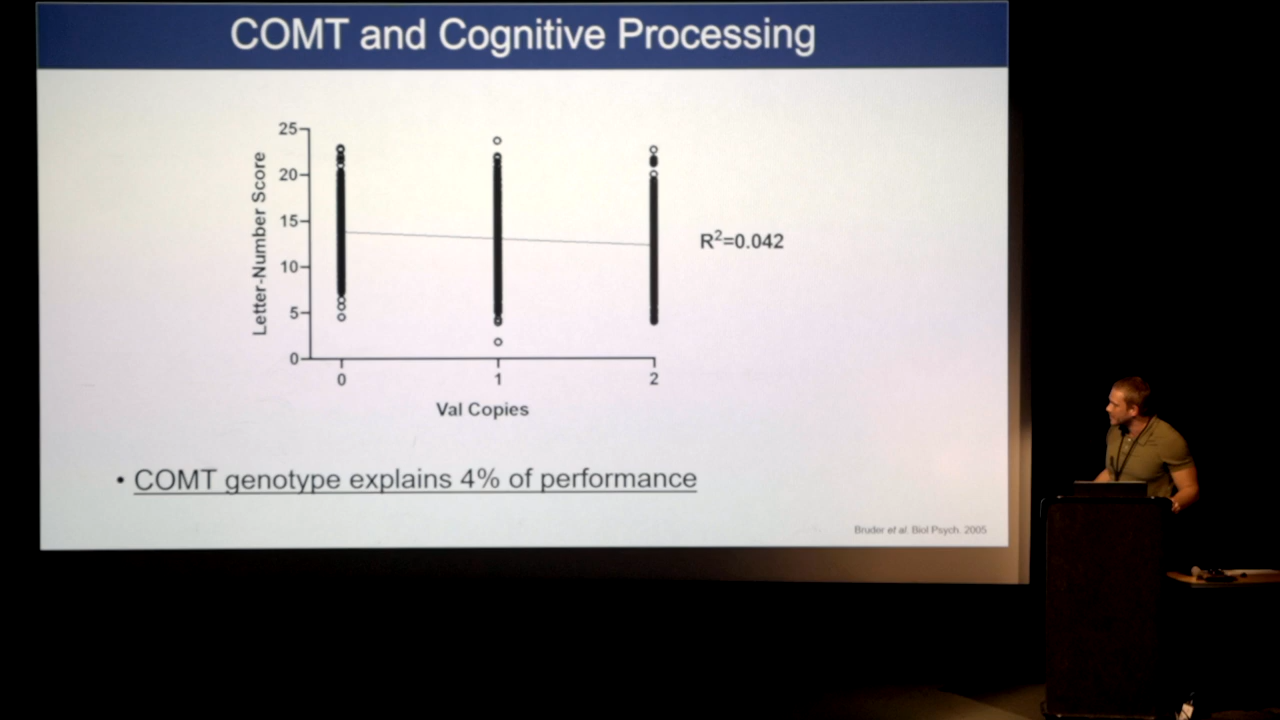 COMT and Cognitive Processing
25
20
15
10
5
0
Letter-Number Score
R²=0.042
0 1 2
Val Copies
• COMT genotype explains 4% of performance
Bruder et al. Biol Psych. 2005